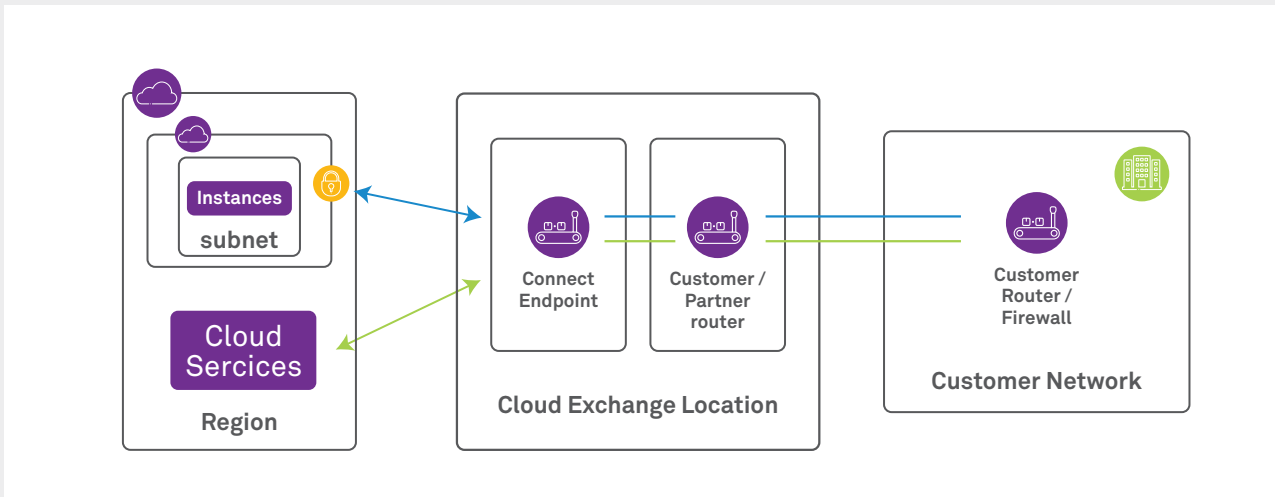 Instances
subnet
Cloud
Sercices
Region
Connect
Endpoint
Customer /
Partner
router
Cloud Exchange Location
Customer
Router /
Firewall
Customer Network